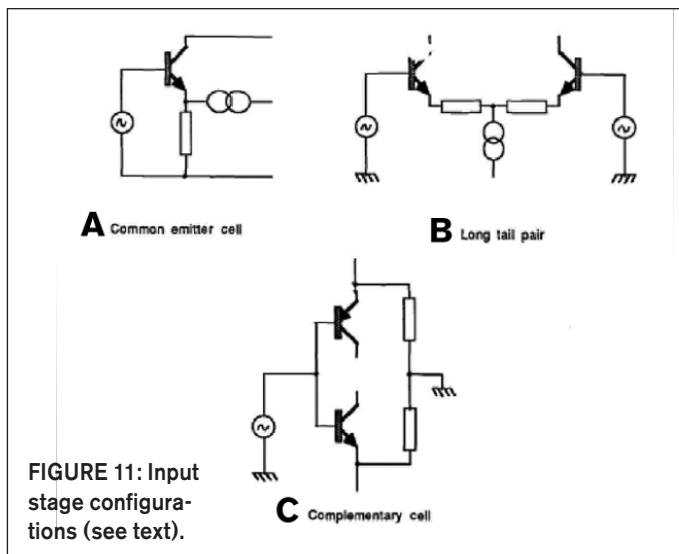 A Common emitter cell
B Long tail pair
C Complementary cell
FIGURE 11: Input
stage configura-
tions (see text).